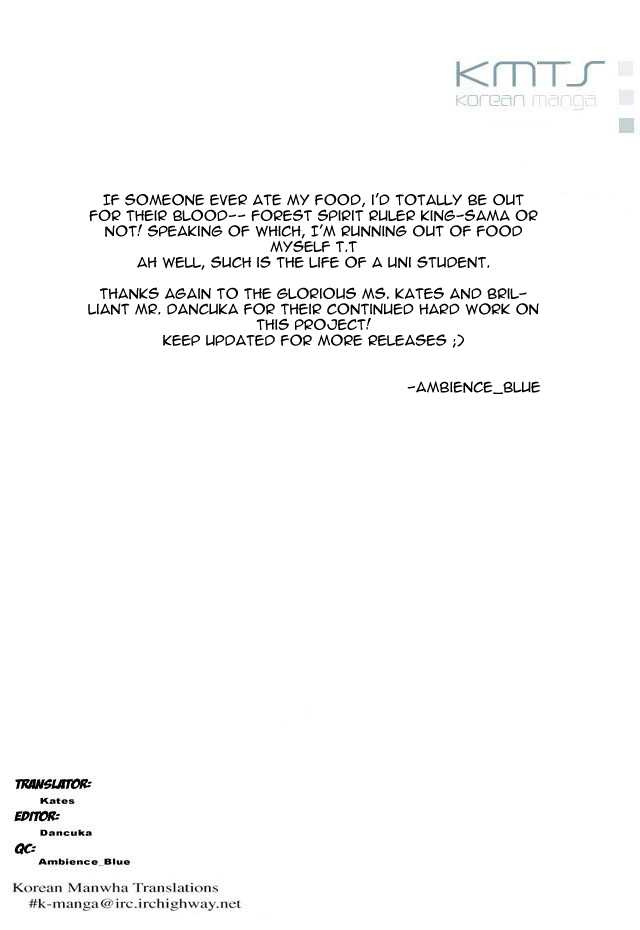 KMTS
korean manga
IF SOMEONE EVER ATE MY FOOD, I'D TOTALLY BE OUT
FOR THEIR BLOOD-- FOREST SPIRIT RULER KING-SAMA OR
NOT! SPEAKING OF WHICH, I'M RUNNING OUT OF FOOD
MYSELF T.T
AH WELL, SUCH IS THE LIFE OF A UNI STUDENT.
THANKS AGAIN TO THE GLORIOUS MS. KATES AND BRIL-
LIANT MR. DANCUKA FOR THEIR CONTINUED HARD WORK ON
THIS PROJECT!
KEEP UPDATED FOR MORE RELEASES ;)
-AMBIENCE_BLUE
TRANSLATOR:
Kates
EDITOR:
Dancuka
QC:
Ambience_Blue
Korean Manwha Translations
#k-manga@irc.irchighway.net